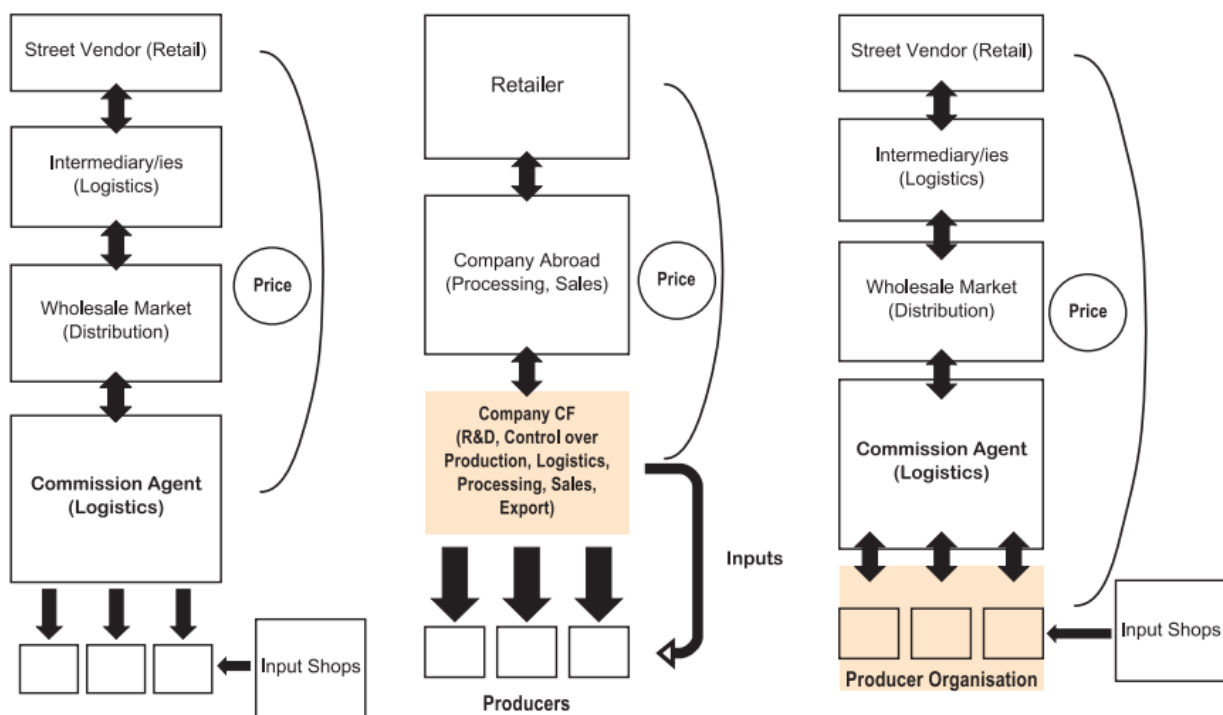 Street Vendor (Retail)
Intermediary/ies
(Logistics)
Wholesale Market
(Distribution)
Commission Agent
(Logistics)
Price
Input Shops
Retailer
Company Abroad
(Processing, Sales)
Company CF
(R&D, Control over
Production, Logistics,
Processing, Sales,
Export)
Price
Inputs
Producers
Street Vendor (Retail)
Intermediary/ies
(Logistics)
Wholesale Market
(Distribution)
Commission Agent
(Logistics)
Price
Input Shops
Producer Organisation